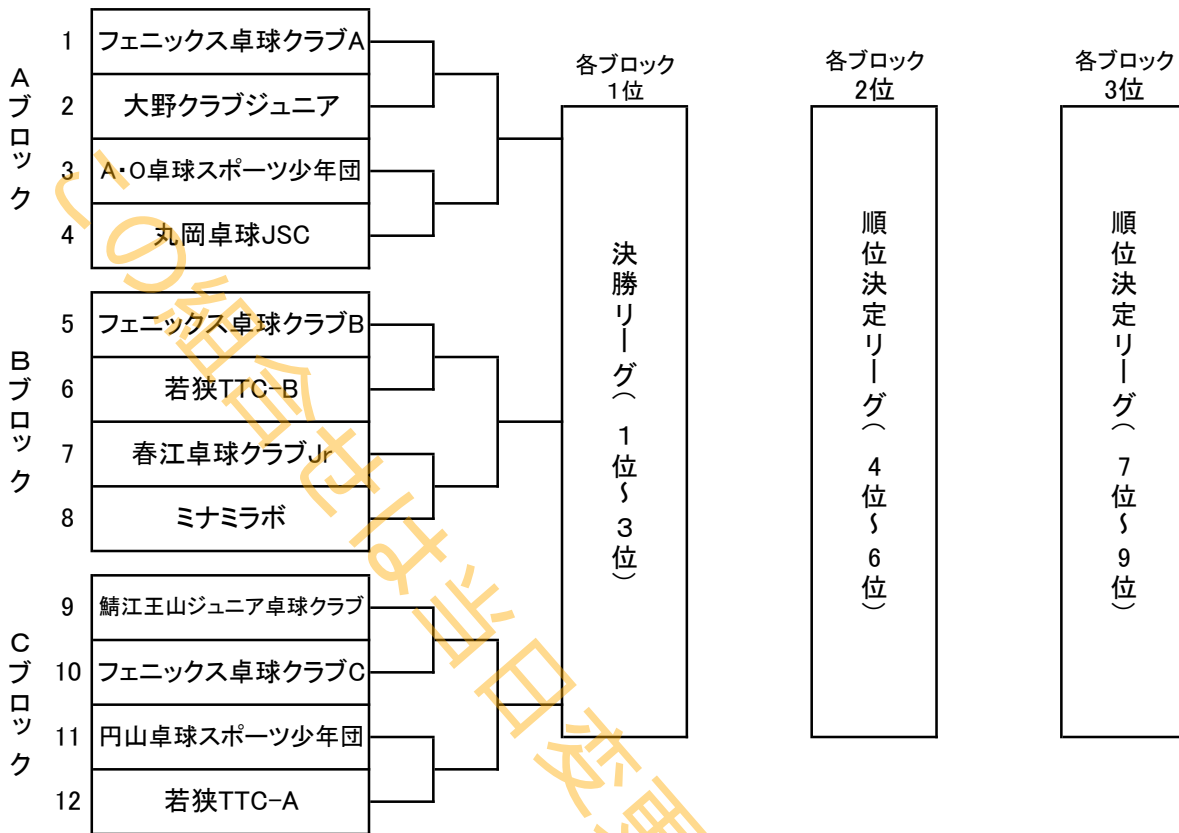 Aブロック
1 フェニックス卓球クラブA
2 大野クラブジュニア
3 A・O卓球スポーツ少年団
4 丸岡卓球JSC
Bブロック
5 フェニックス卓球クラブB
6 若狭TTC-B
7 春江卓球クラブJr
8 ミナミラボ
Cブロック
9 鯖江王山ジュニア卓球クラブ
10 フェニックス卓球クラブC
11 円山卓球スポーツ少年団
12 若狭TTC-A
各ブロック
1位
決勝リーグ(1位~3位)
各ブロック
2位
順位決定リーグ(4位~6位)
各ブロック
3位
順位決定リーグ(7位~9位)
この組合せは当日変更